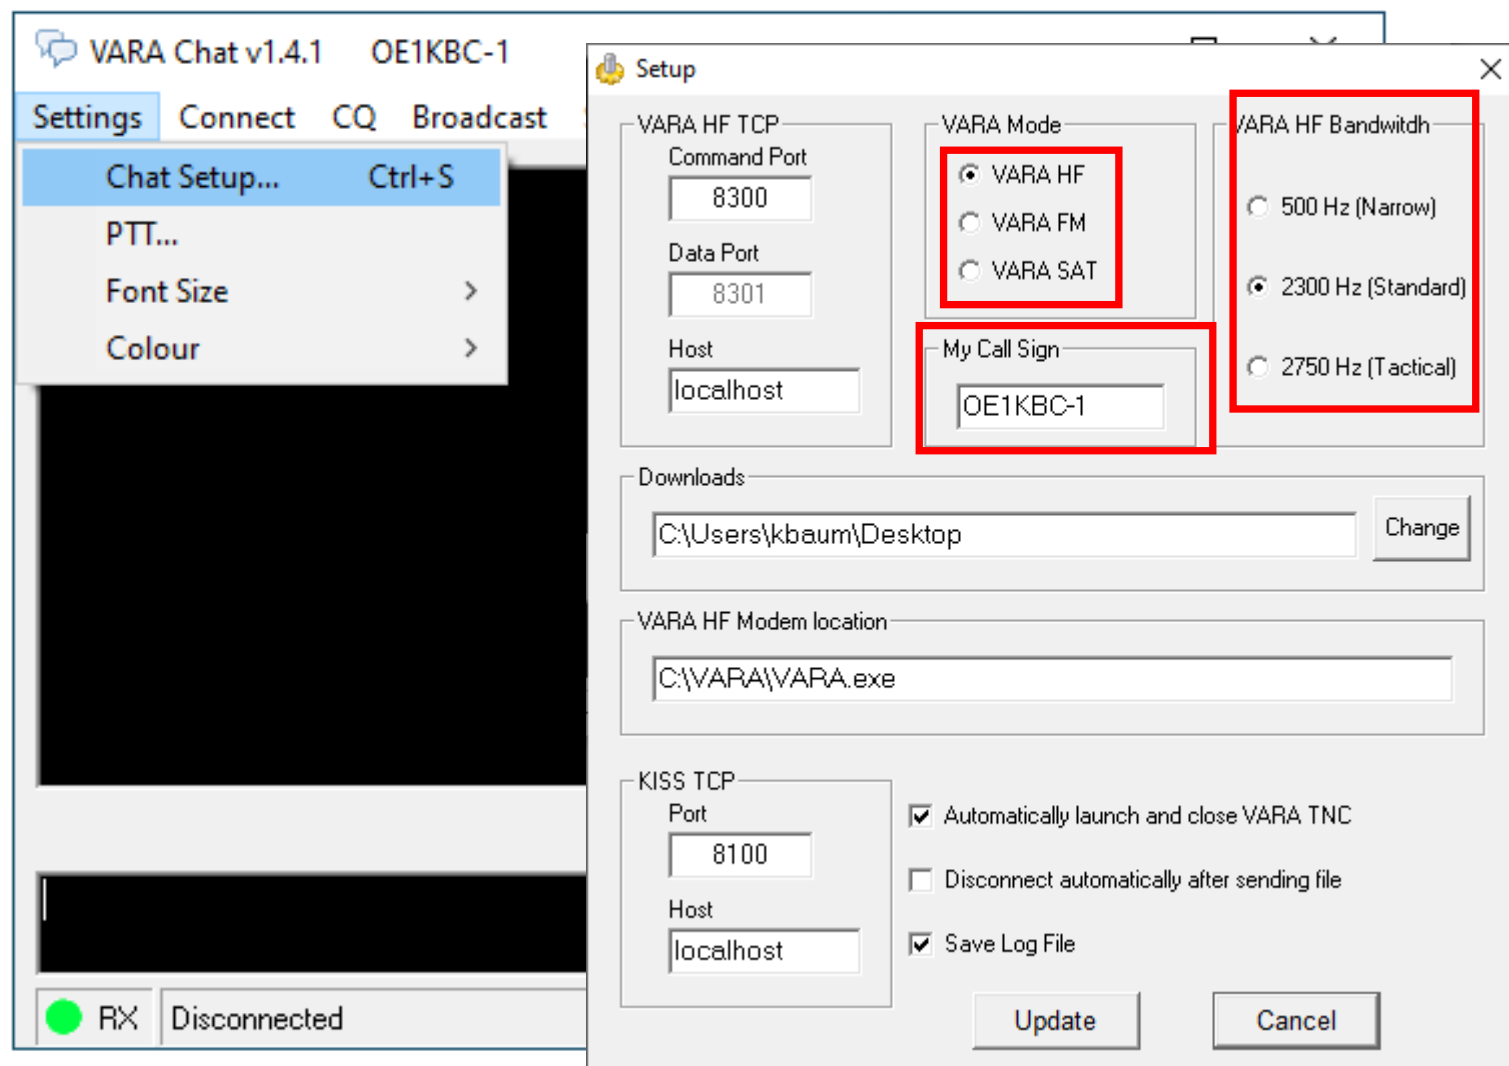 VARA Chat v1.4.1 OE1KBC-1
Settings Connect CQ Broadcast
Chat Setup... Ctrl+S
PTT...
Font Size
Colour
RX Disconnected
Setup
VARA HF TCP
Command Port
8300
Data Port
8301
Host
localhost
VARA Mode
VARA HF
VARA FM
VARA SAT
My Call Sign
OE1KBC-1
VARA HF Bandwitdh
500 Hz (Narrow)
2300 Hz (Standard)
2750 Hz (Tactical)
Downloads
C:\Users\kbaum\Desktop
Change
VARA HF Modem location
C:\VARA\VARA.exe
KISS TCP
Port
8100
Host
localhost
Automatically launch and close VARA TNC
Disconnect automatically after sending file
Save Log File
Update Cancel